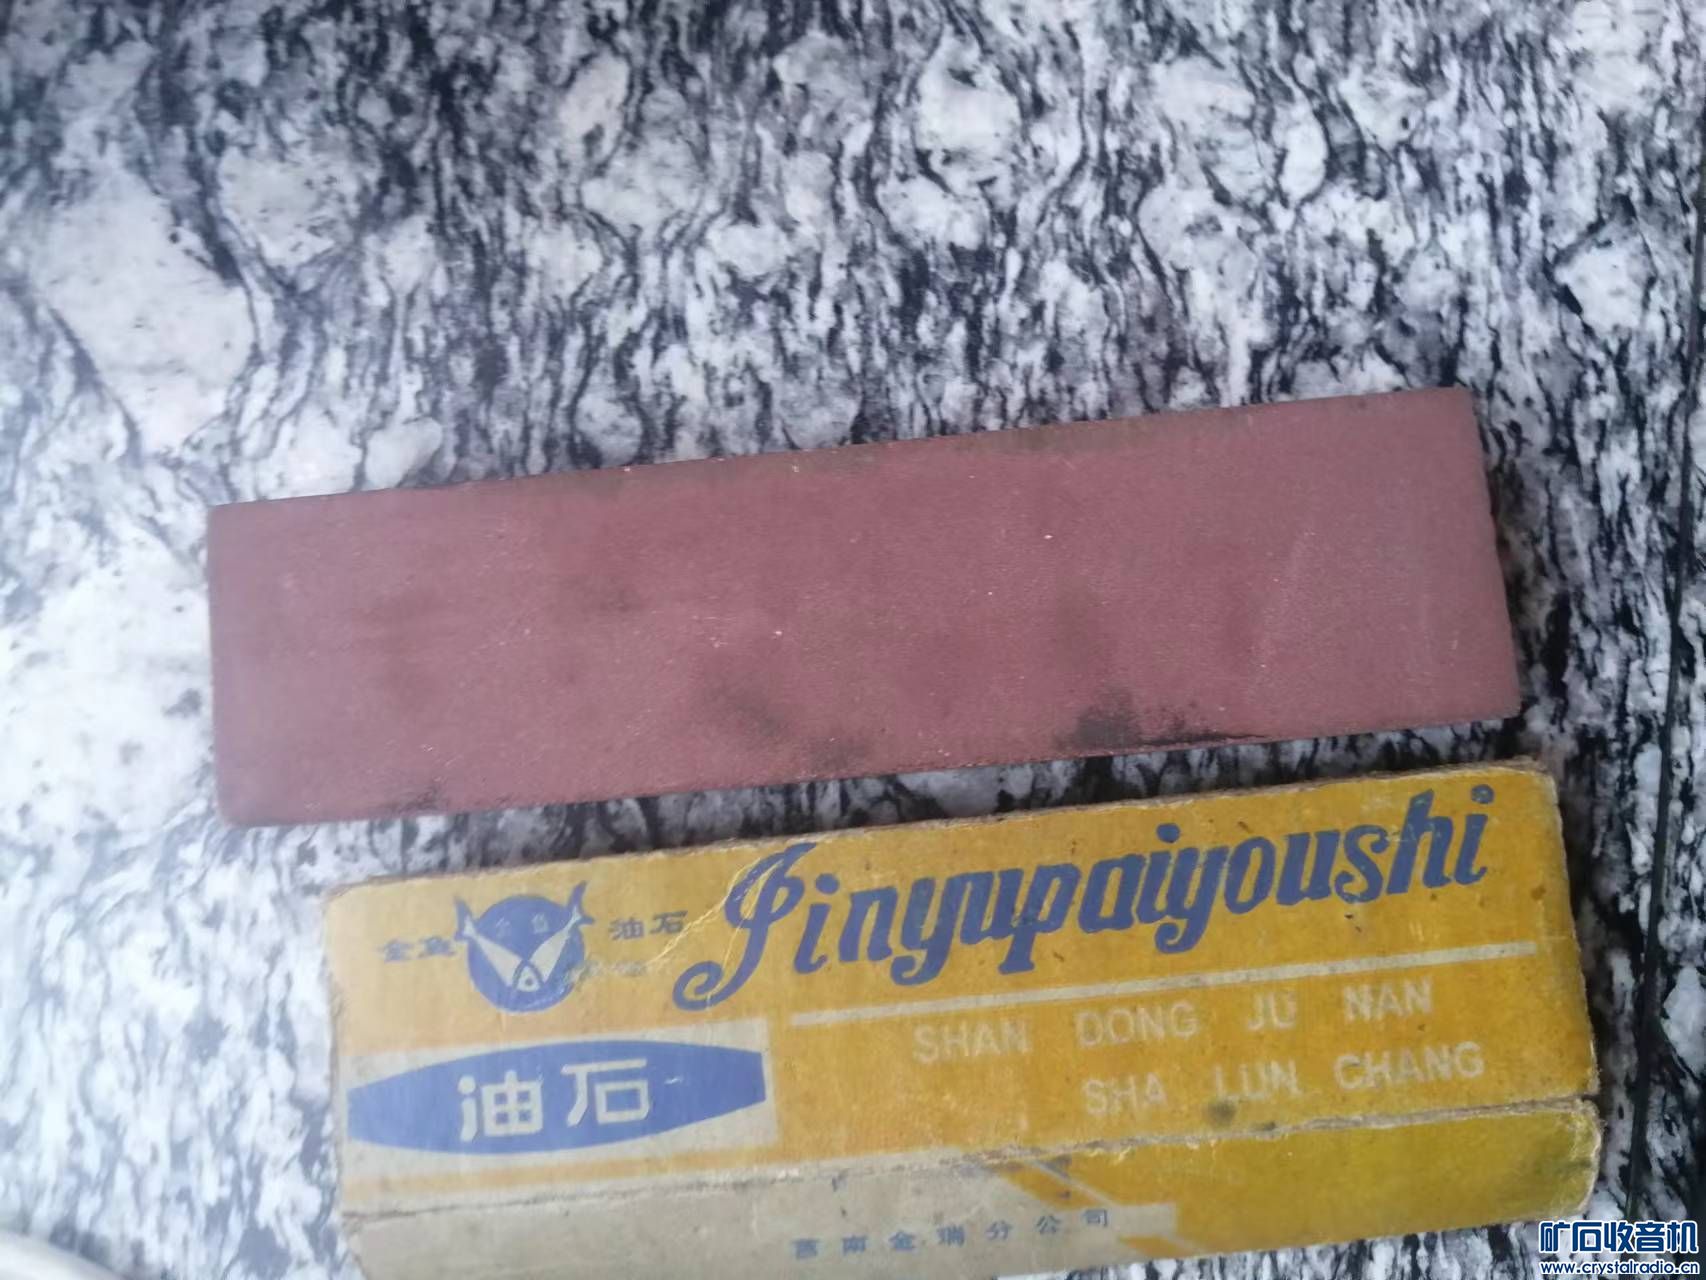 金鱼 油石 Jinyupaiyoushi
油石
SHAN DONG JU NAN
SHA LUN CHANG
莒南金瑞分公司
矿石收音机
www.crystalradio.cn